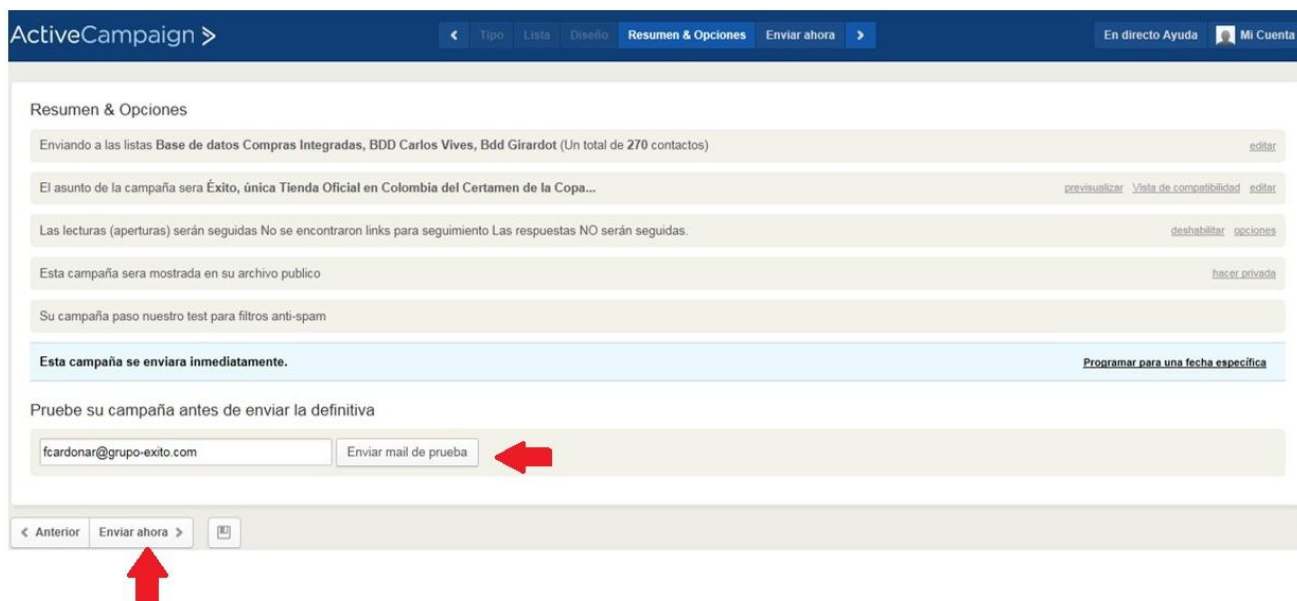 ActiveCampaign >
Tipo Lista Diseño Resumen & Opciones Enviar ahora
En directo Ayuda Mi Cuenta
Resumen & Opciones
Enviando a las listas Base de datos Compras Integradas, BDD Carlos Vives, Bdd Girardot (Un total de 270 contactos) editar
El asunto de la campaña sera Éxito, única Tienda Oficial en Colombia del Certamen de la Copa... previsualizar Vista de compatibilidad editar
Las lecturas (aperturas) serán seguidas No se encontraron links para seguimiento Las respuestas NO serán seguidas. deshabilitar opciones
Esta campaña sera mostrada en su archivo publico hacer privada
Su campaña paso nuestro test para filtros anti-spam
Esta campaña se enviara inmediatamente. Programar para una fecha específica
Pruebe su campaña antes de enviar la definitiva
fcardonar@grupo-exito.com Enviar mail de prueba
< Anterior Enviar ahora >